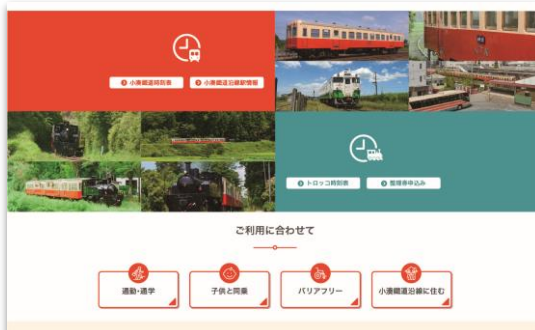 小湊鐵道時刻表
小湊鐵道沿線駅情報
トロッコ時刻表
整理券申込み
ご利用に合わせて
通勤・通学
子供と同乗
バリアフリー
小湊鐵道沿線に住む